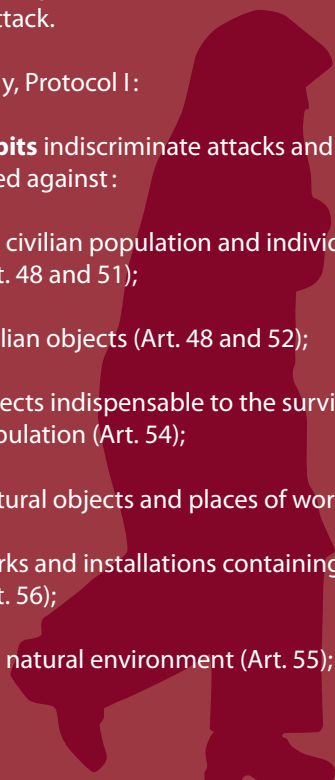 ttack.
y, Protocol I :
bits indiscriminate attacks and
ed against :
civilian population and individ
t. 48 and 51);
ilian objects (Art. 48 and 52);
ects indispensable to the survi
pulation (Art. 54);
tural objects and places of wor
rks and installations containing
t. 56);
natural environment (Art. 55);